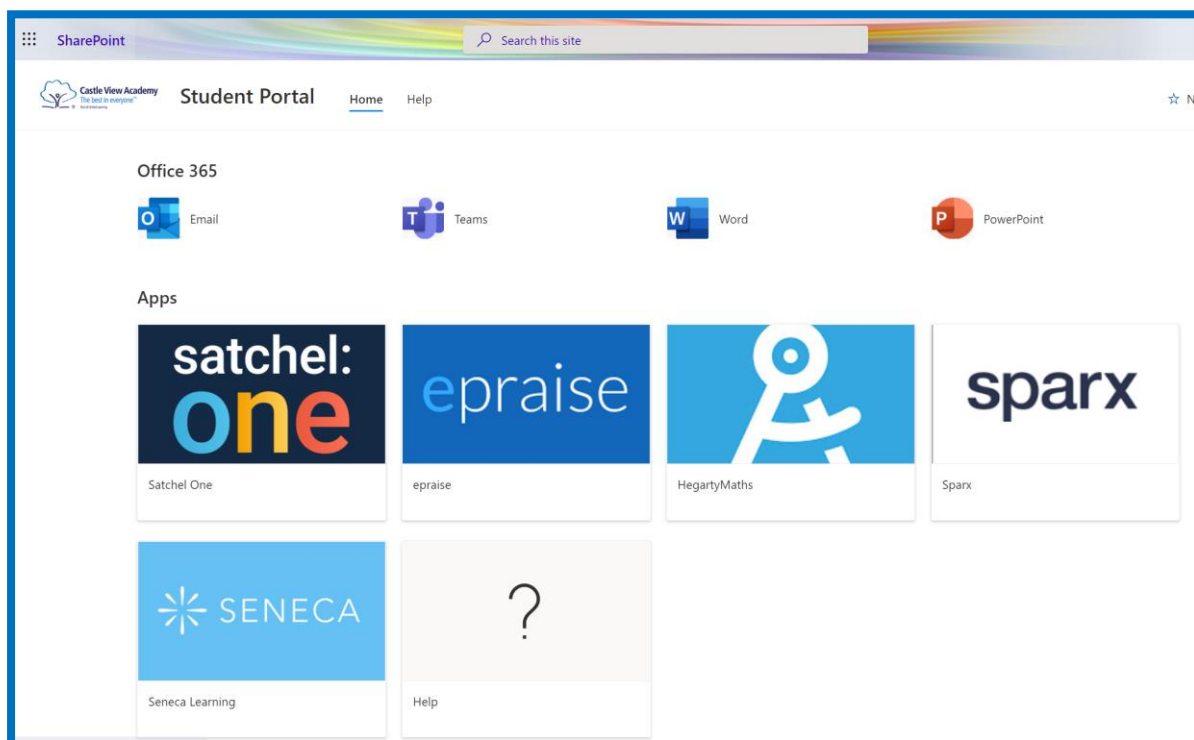 SharePoint
Search this site
Castle View Academy
The best in everyone™
Student Portal
Home
Help
N
Office 365
Email
Teams
Word
PowerPoint
Apps
satchel:
one
epraise
sparx
Satchel One
epraise
HegartyMaths
Sparx
SENECA
?
Seneca Learning
Help